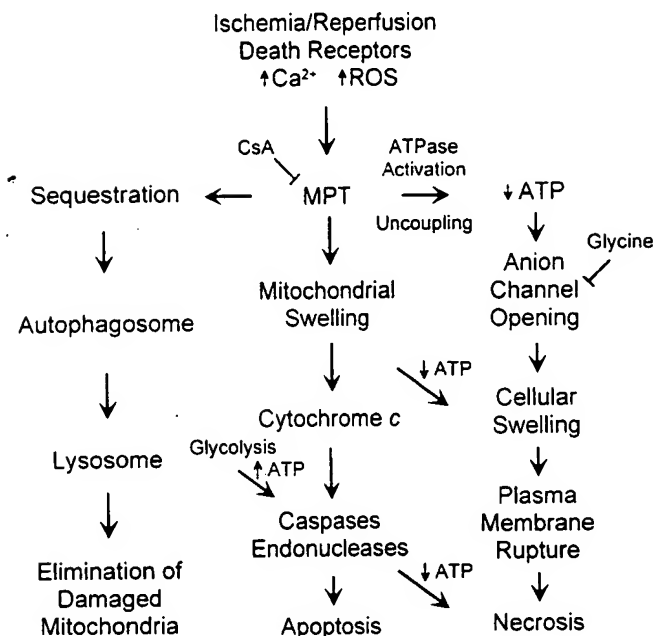 Ischemia/Reperfusion
Death Receptors
↑Ca²⁺ ↑ROS
CsA
ATPase
Activation
Sequestration
MPT
↓ATP
Uncoupling
Glycine
Anion
Channel
Opening
Mitochondrial
Swelling
Autophagosome
↓ATP
Cellular
Swelling
Cytochrome c
Glycolysis
↑ATP
Lysosome
Plasma
Membrane
Rupture
Caspases
Endonucleases
↓ATP
Elimination of
Damaged
Mitochondria
Apoptosis
Necrosis